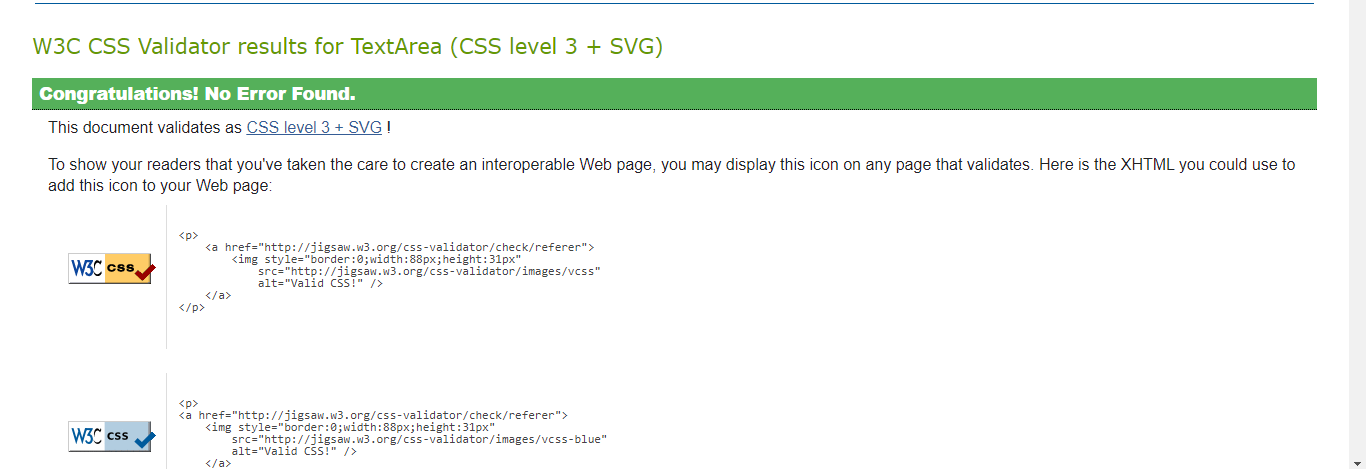 W3C CSS Validator results for TextArea (CSS level 3 + SVG)
Congratulations! No Error Found.
This document validates as CSS level 3 + SVG !
To show your readers that you've taken the care to create an interoperable Web page, you may display this icon on any page that validates. Here is the XHTML you could use to
add this icon to your Web page:
W3C css
<p>
    <a href="http://jigsaw.w3.org/css-validator/check/referer">
        <img style="border:0;width:88px;height:31px"
            src="http://jigsaw.w3.org/css-validator/images/vcss"
            alt="Valid CSS!" />
    </a>
</p>
W3C css
<p>
<a href="http://jigsaw.w3.org/css-validator/check/referer">
    <img style="border:0;width:88px;height:31px"
        src="http://jigsaw.w3.org/css-validator/images/vcss-blue"
        alt="Valid CSS!" />
    </a>